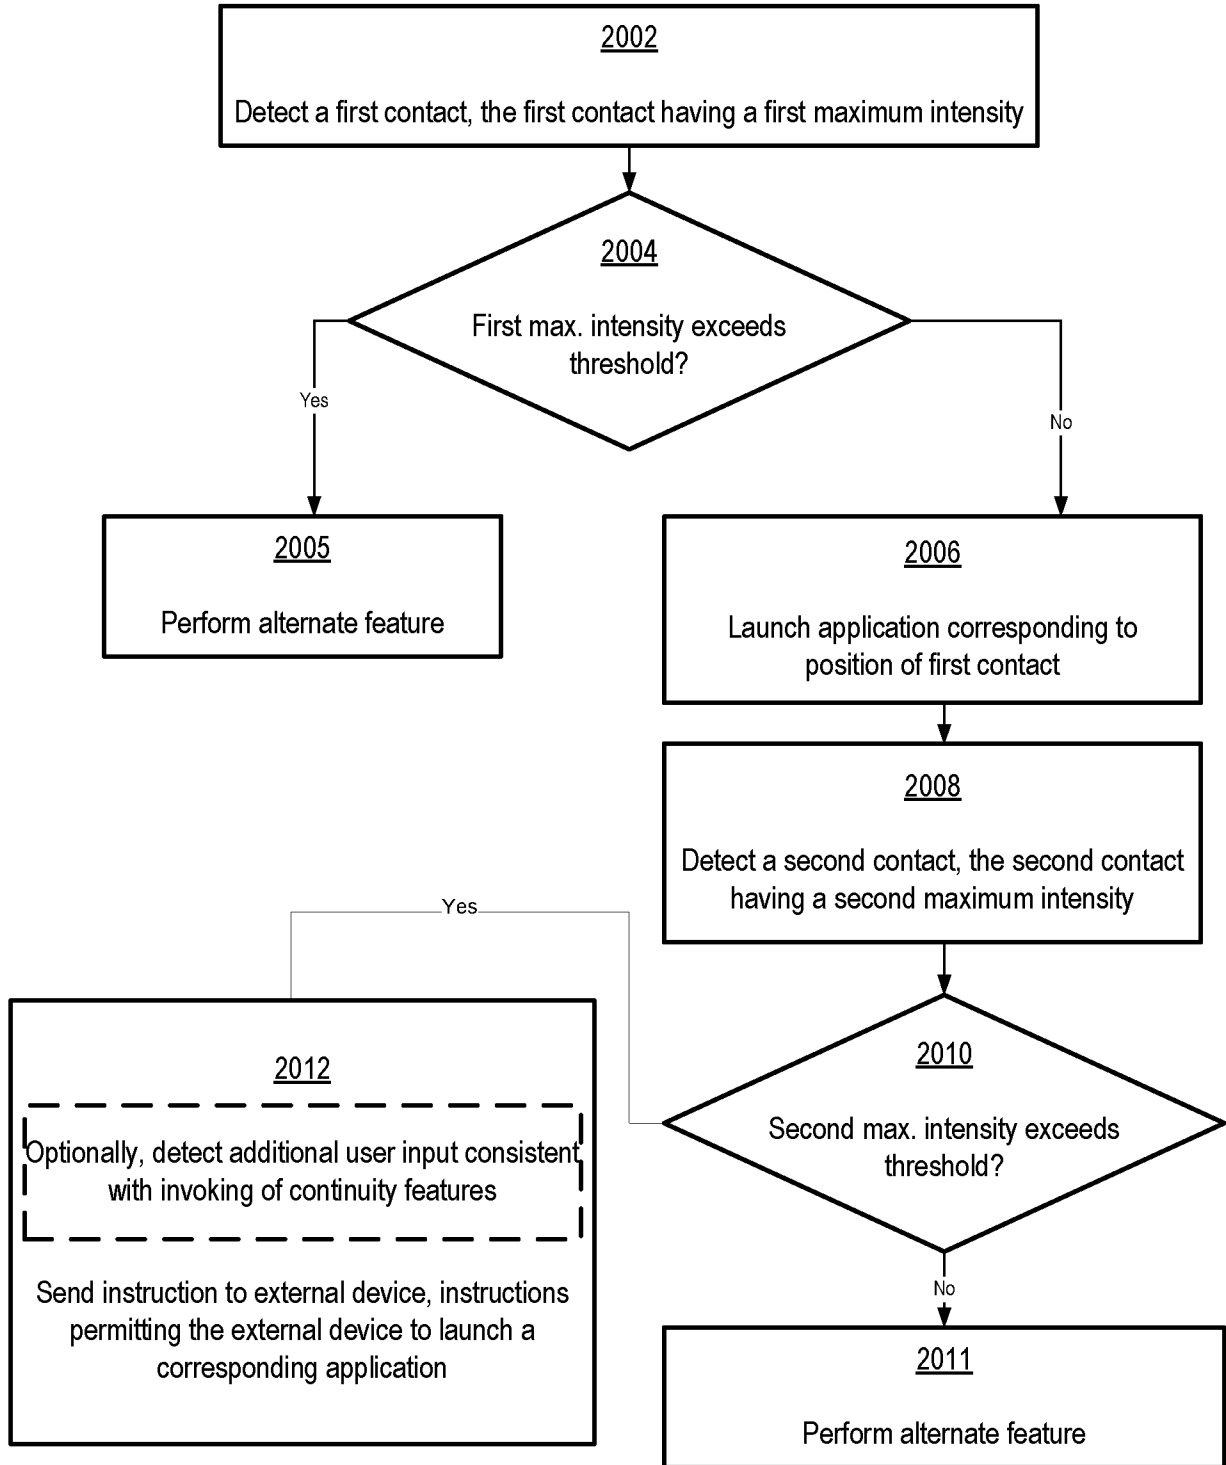 2002
Detect a first contact, the first contact having a first maximum intensity
2004
First max. intensity exceeds
threshold?
Yes
No
2005
Perform alternate feature
2006
Launch application corresponding to
position of first contact
2008
Detect a second contact, the second contact
having a second maximum intensity
Yes
2010
Second max. intensity exceeds
threshold?
2012
Optionally, detect additional user input consistent
with invoking of continuity features
Send instruction to external device, instructions
permitting the external device to launch a
corresponding application
No
2011
Perform alternate feature